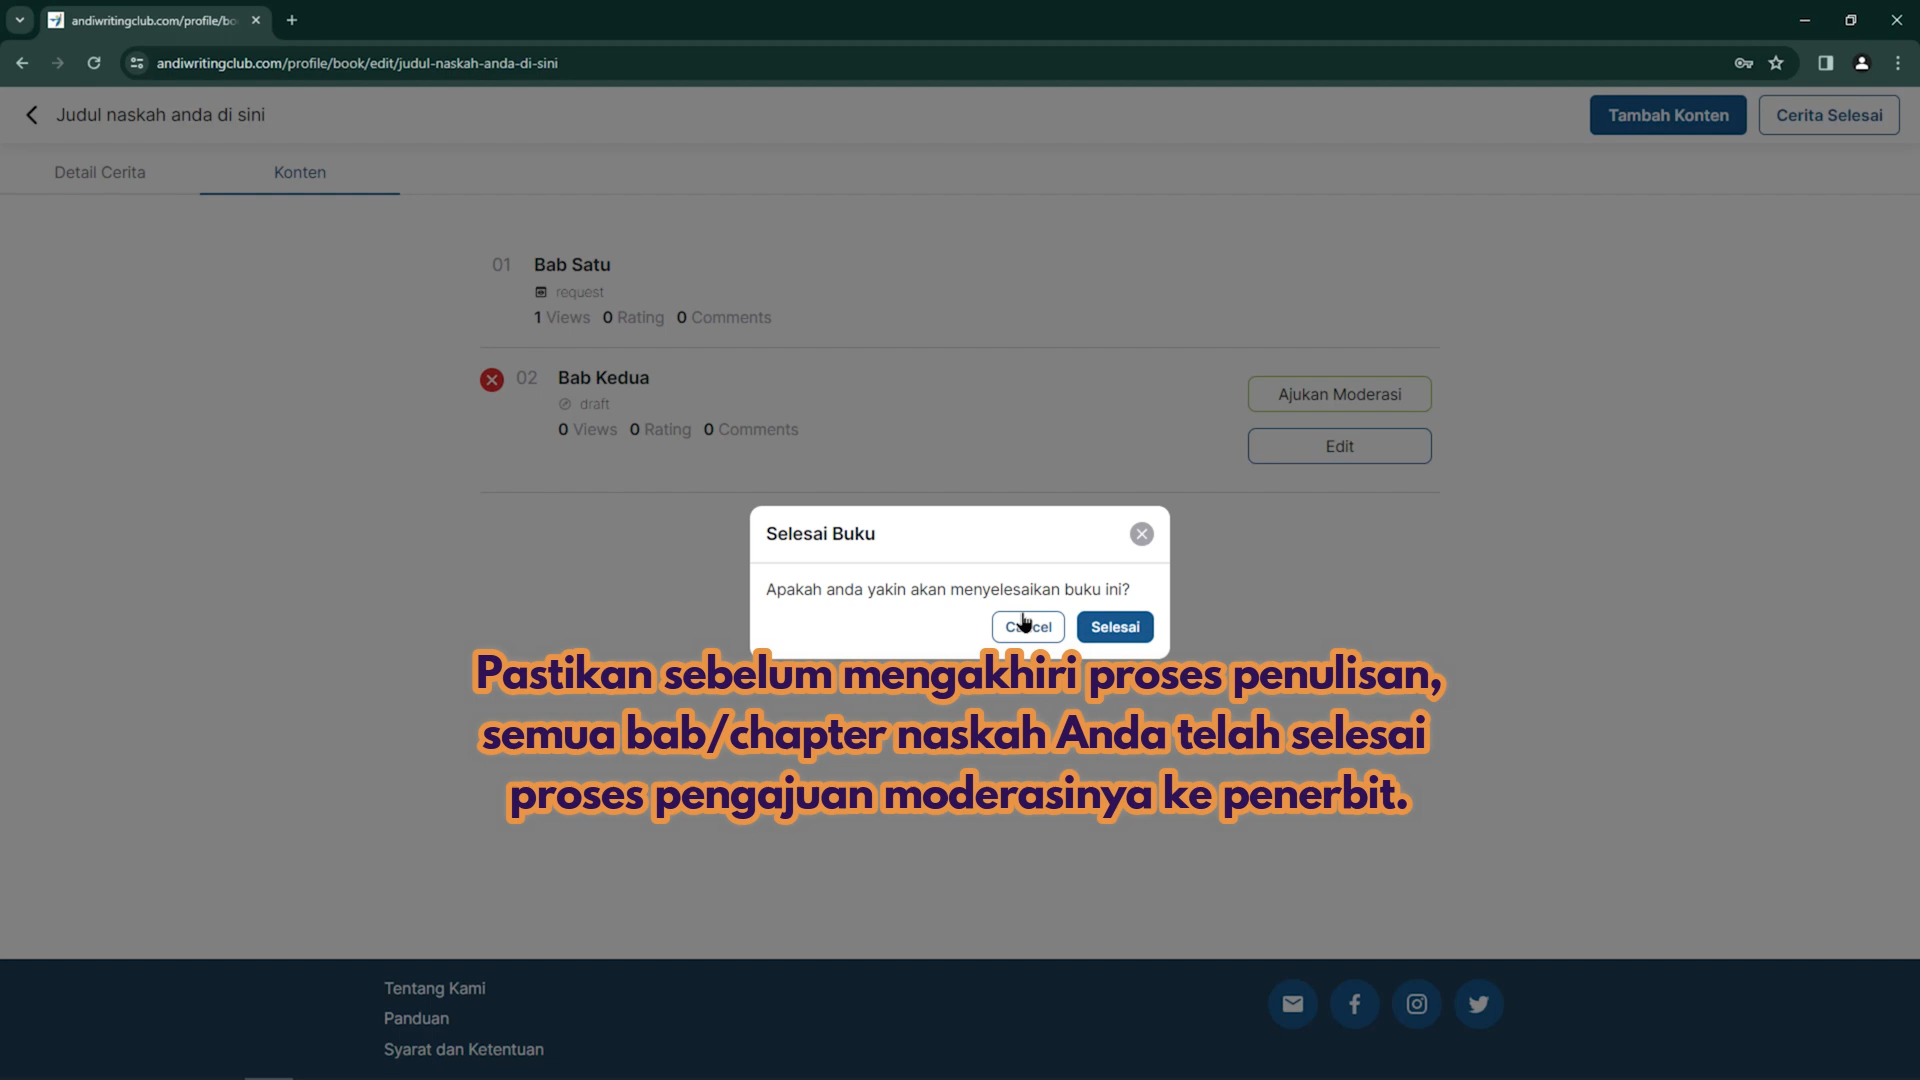 andiwritingclub.com/profile/bo
andiwritingclub.com/profile/book/edit/judul-naskah-anda-di-sini
Judul naskah anda di sini
Tambah Konten
Cerita Selesai
Detail Cerita
Konten
01
Bab Satu
request
1 Views 0 Rating 0 Comments
02
Bab Kedua
draft
0 Views 0 Rating 0 Comments
Ajukan Moderasi
Edit
Selesai Buku
Apakah anda yakin akan menyelesaikan buku ini?
Cancel
Selesai
Pastikan sebelum mengakhiri proses penulisan,
semua bab/chapter naskah Anda telah selesai
proses pengajuan moderasinya ke penerbit.
Tentang Kami
Panduan
Syarat dan Ketentuan